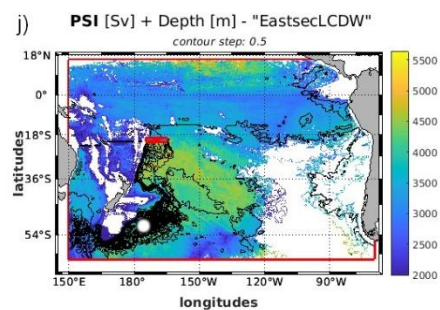 j)
PSI [Sv] + Depth [m] - "EastsecLCDW"
contour step: 0.5
18°N
0°
18°S
36°S
54°S
latitudes
150°E 180°W 150°W 120°W 90°W
longitudes
5500
5000
4500
4000
3500
3000
2500
2000